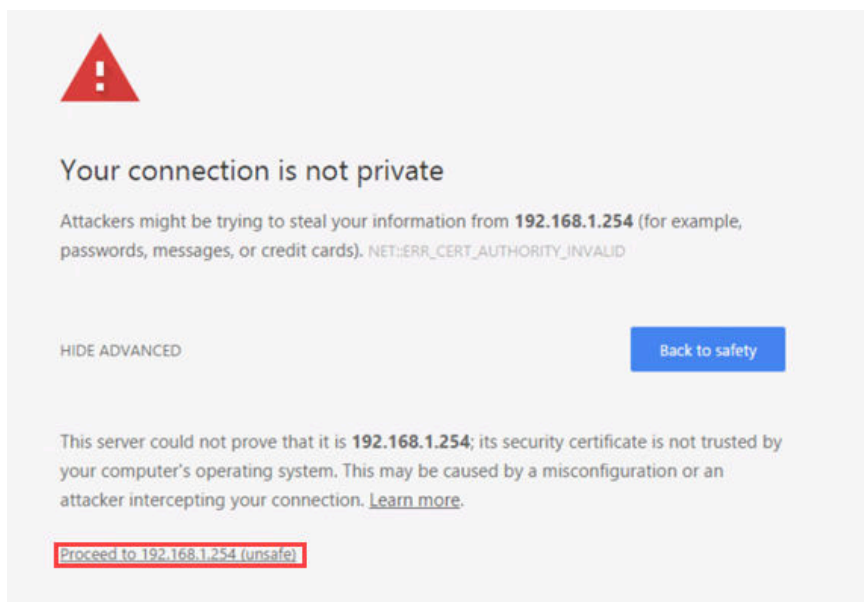 Your connection is not private
Attackers might be trying to steal your information from 192.168.1.254 (for example,
passwords, messages, or credit cards). NET::ERR_CERT_AUTHORITY_INVALID
HIDE ADVANCED
Back to safety
This server could not prove that it is 192.168.1.254; its security certificate is not trusted by
your computer's operating system. This may be caused by a misconfiguration or an
attacker intercepting your connection. Learn more.
Proceed to 192.168.1.254 (unsafe)